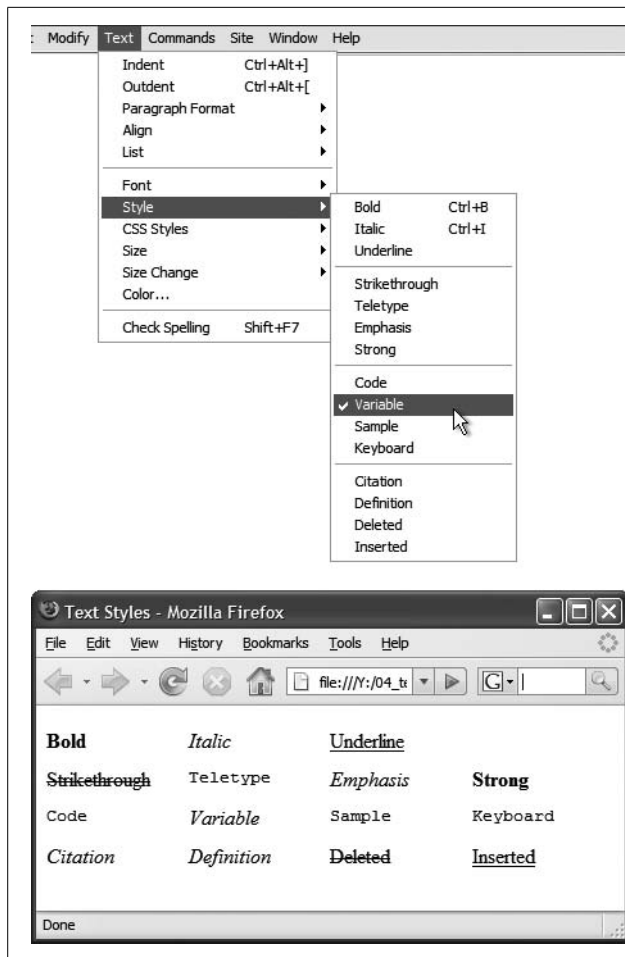 Modify Text Commands Site Window Help
Indent Ctrl+Alt+]
Outdent Ctrl+Alt+[
Paragraph Format
Align
List
Font
Style
CSS Styles
Size
Size Change
Color...
Check Spelling Shift+F7
Bold Ctrl+B
Italic Ctrl+I
Underline
Strikethrough
Teletype
Emphasis
Strong
Code
Variable
Sample
Keyboard
Citation
Definition
Deleted
Inserted
Text Styles - Mozilla Firefox
File Edit View History Bookmarks Tools Help
file:///Y:/04_te G
Bold Italic Underline
Strikethrough Teletype Emphasis Strong
Code Variable Sample Keyboard
Citation Definition Deleted Inserted
Done